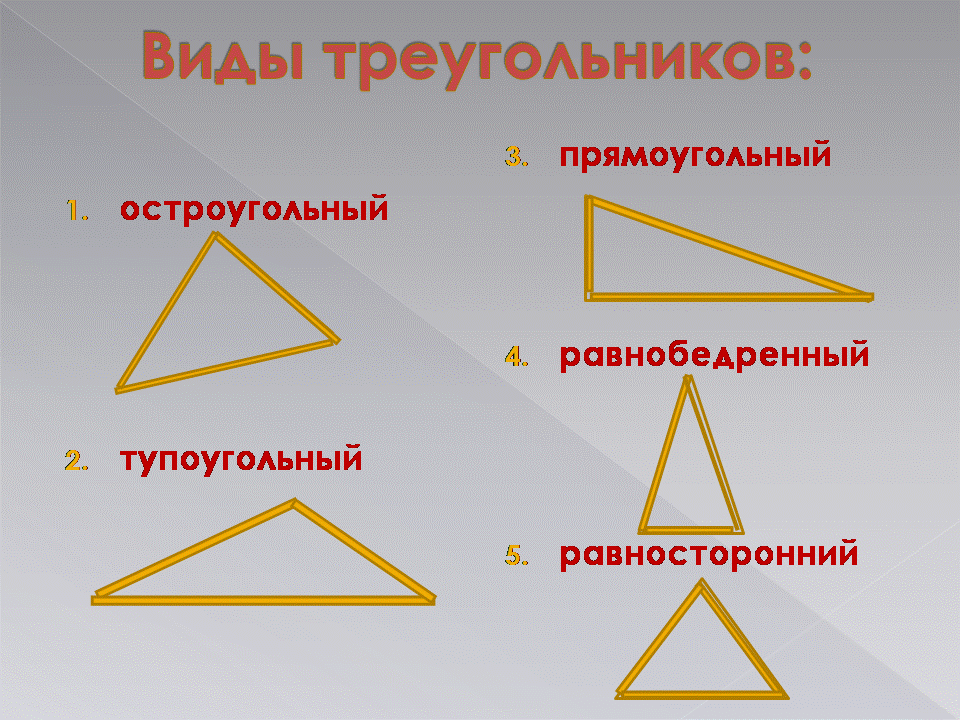 Виды треугольников:
1. остроугольный
2. тупоугольный
3. прямоугольный
4. равнобедренный
5. равносторонний